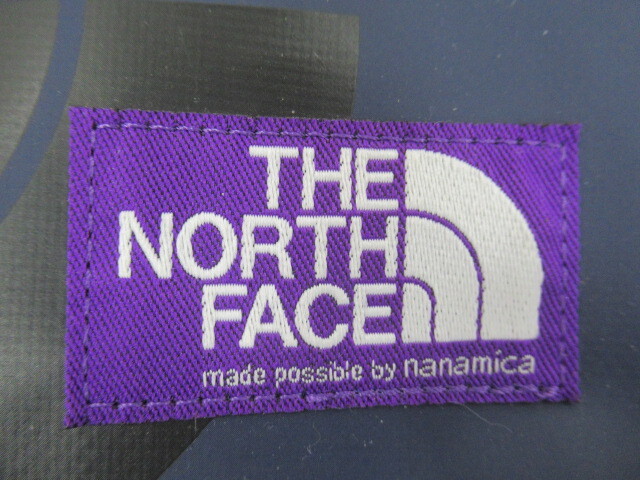 THE
NORTH
FACE
made possible by nanamica